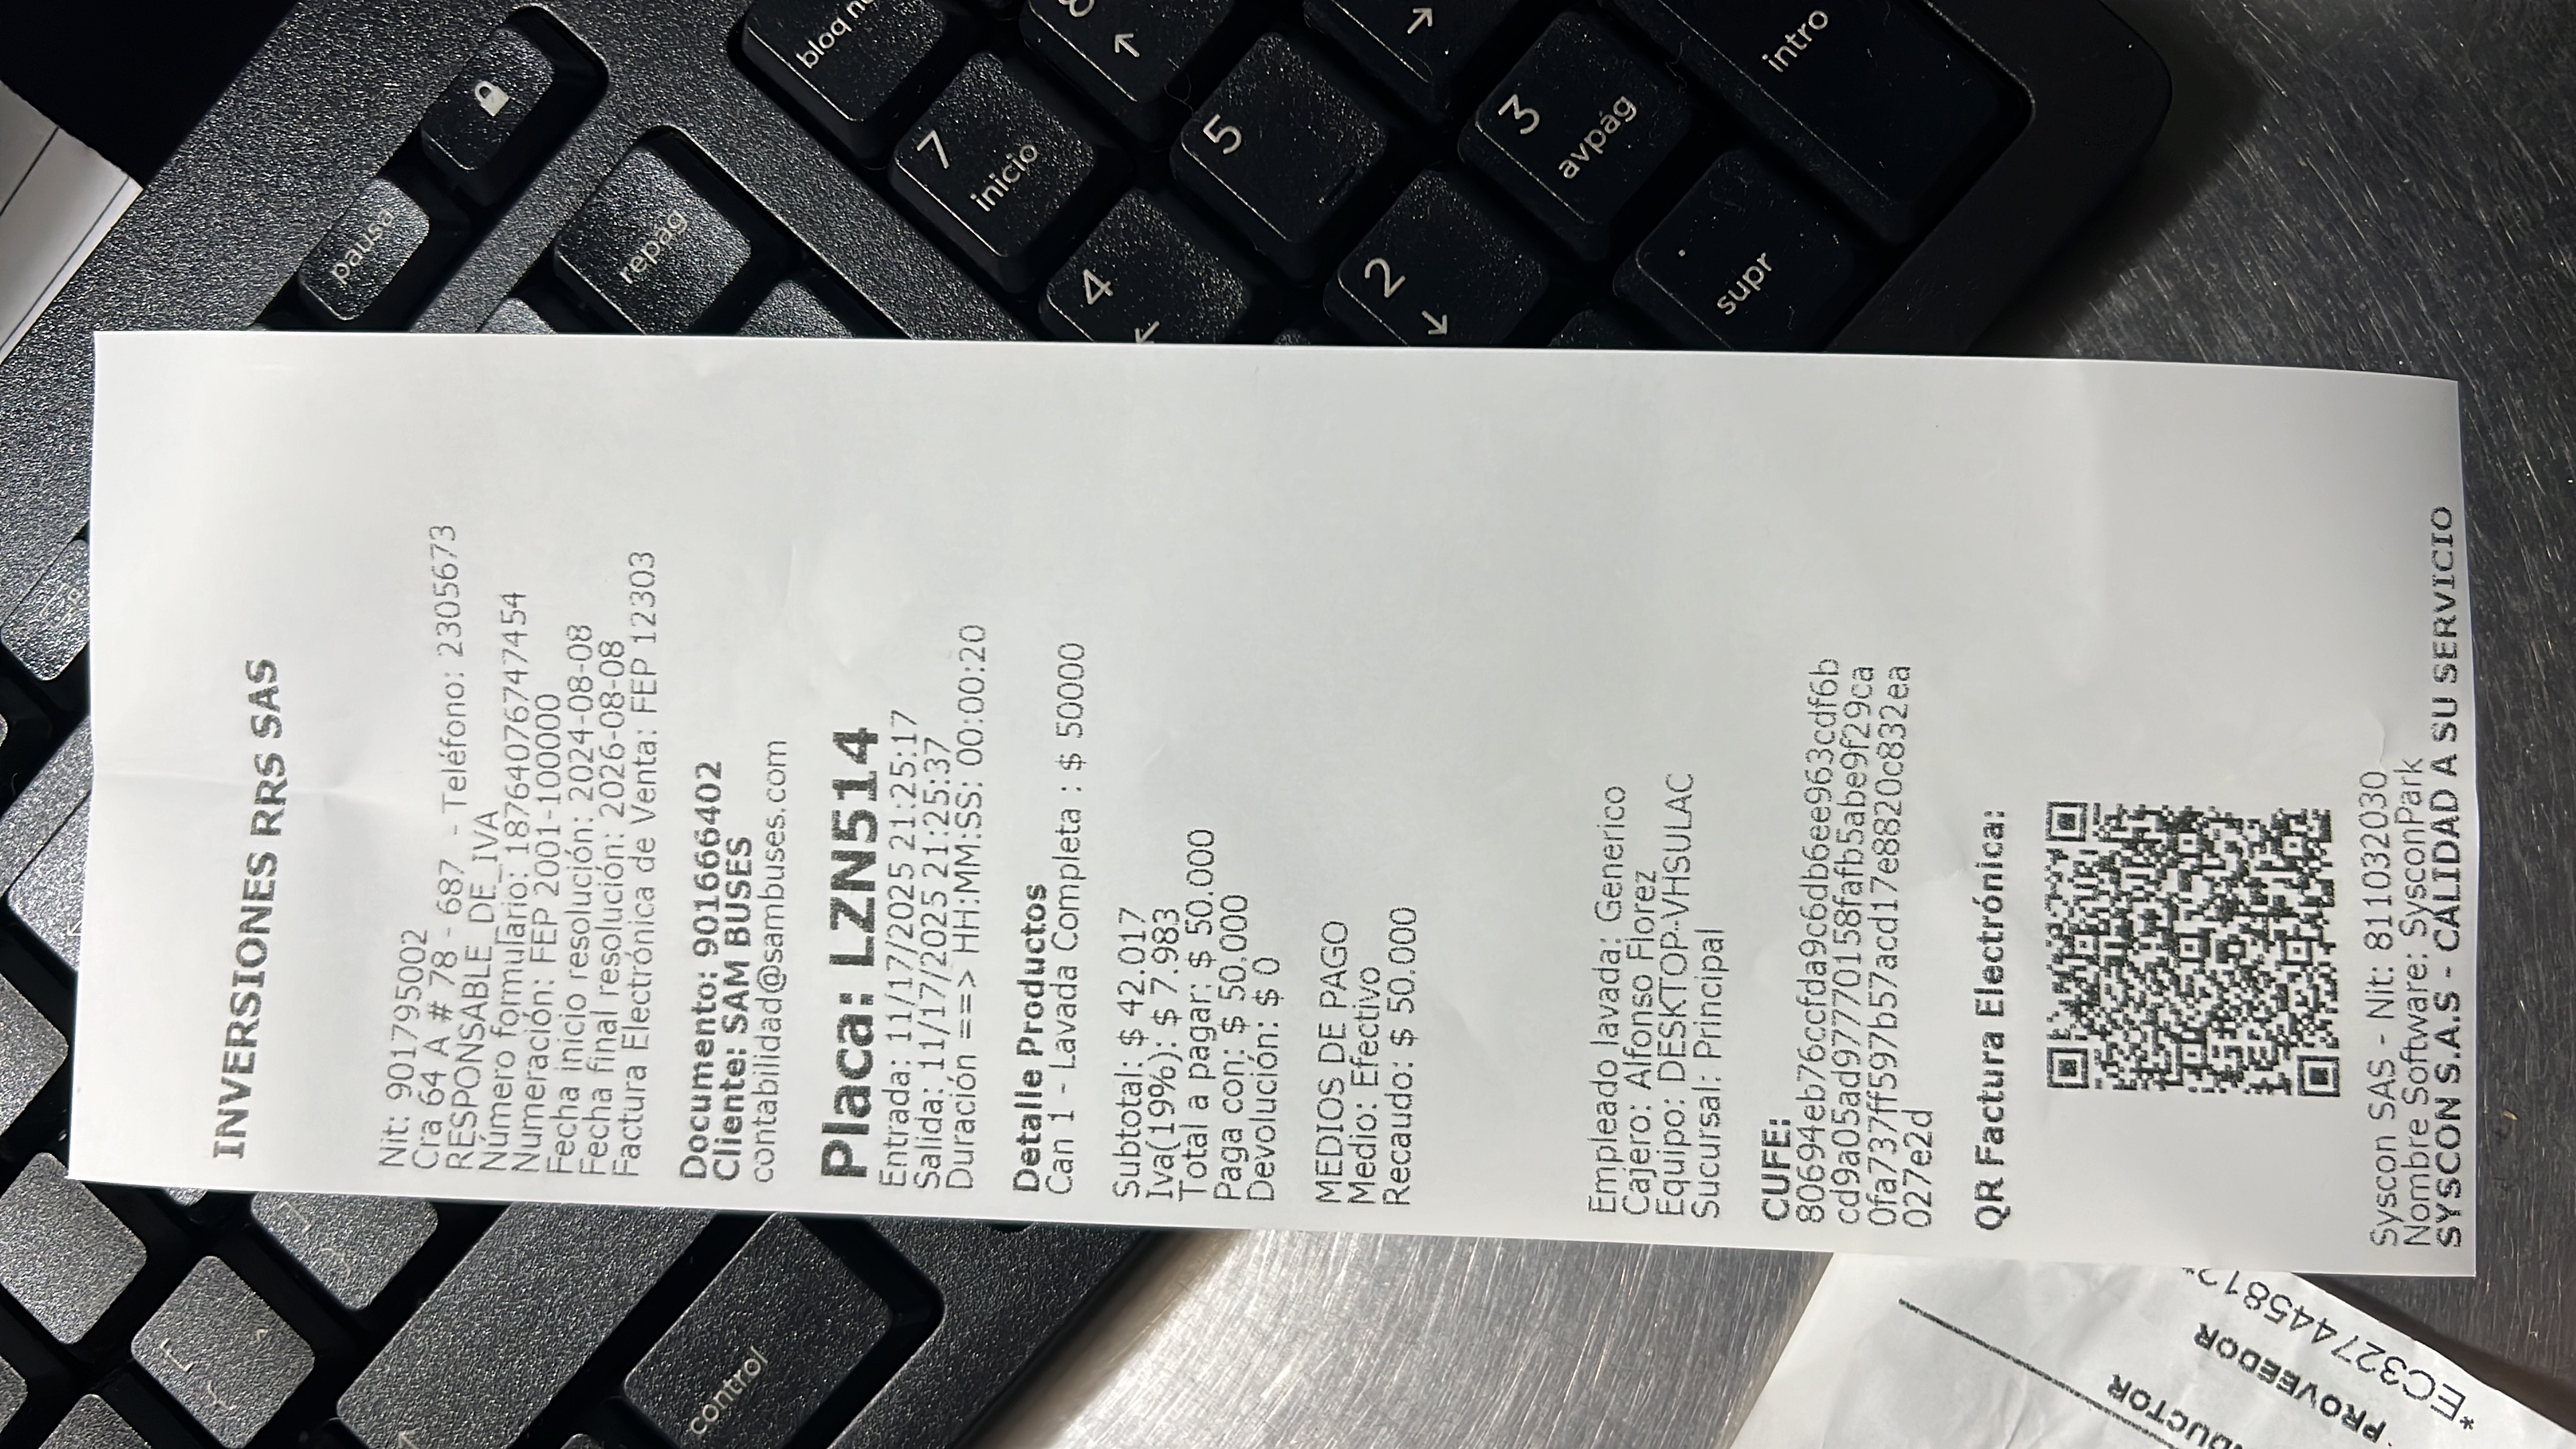 INVERSIONES RRS SAS
Nit: 901795002
Cra 64 A # 78 - 687 - Teléfono: 2305673
RESPONSABLE_DE_IVA
Número formulario: 18764076747454
Numeración: FEP 2001-100000
Fecha inicio resolución: 2024-08-08
Fecha final resolución: 2026-08-08
Factura Electrónica de Venta: FEP 12303
Documento: 901666402
Cliente: SAM BUSES
contabilidad@sambuses.com
Placa: LZN514
Entrada: 11/17/2025 21:25:17
Salida: 11/17/2025 21:25:37
Duración ==> HH:MM:SS: 00:00:20
Detalle Productos
Can 1 - Lavada Completa : $ 50000
Subtotal: $ 42.017
Iva(19%): $ 7.983
Total a pagar: $ 50.000
Paga con: $ 50.000
Devolución: $ 0
MEDIOS DE PAGO
Medio: Efectivo
Recaudo: $ 50.000
Empleado lavada: Generico
Cajero: Alfonso Florez
Equipo: DESKTOP-VHSULAC
Sucursal: Principal
CUFE:
80694eb76ccfda9c6db6ee963cdf6b
cd9a05ad97770158fafb5abe9f29ca
0fa737ff597b57acd17e8820c832ea
027e2d
QR Factura Electrónica:
Syscon SAS - Nit: 811032030
Nombre Software: SysconPark
SYSCON S.A.S - CALIDAD A SU SERVICIO
pausa
repag
bloq
7
inicio
8
5
4
2
3
avpág
intro
.
supr
control
*EC3277445812*
PROVEEDOR